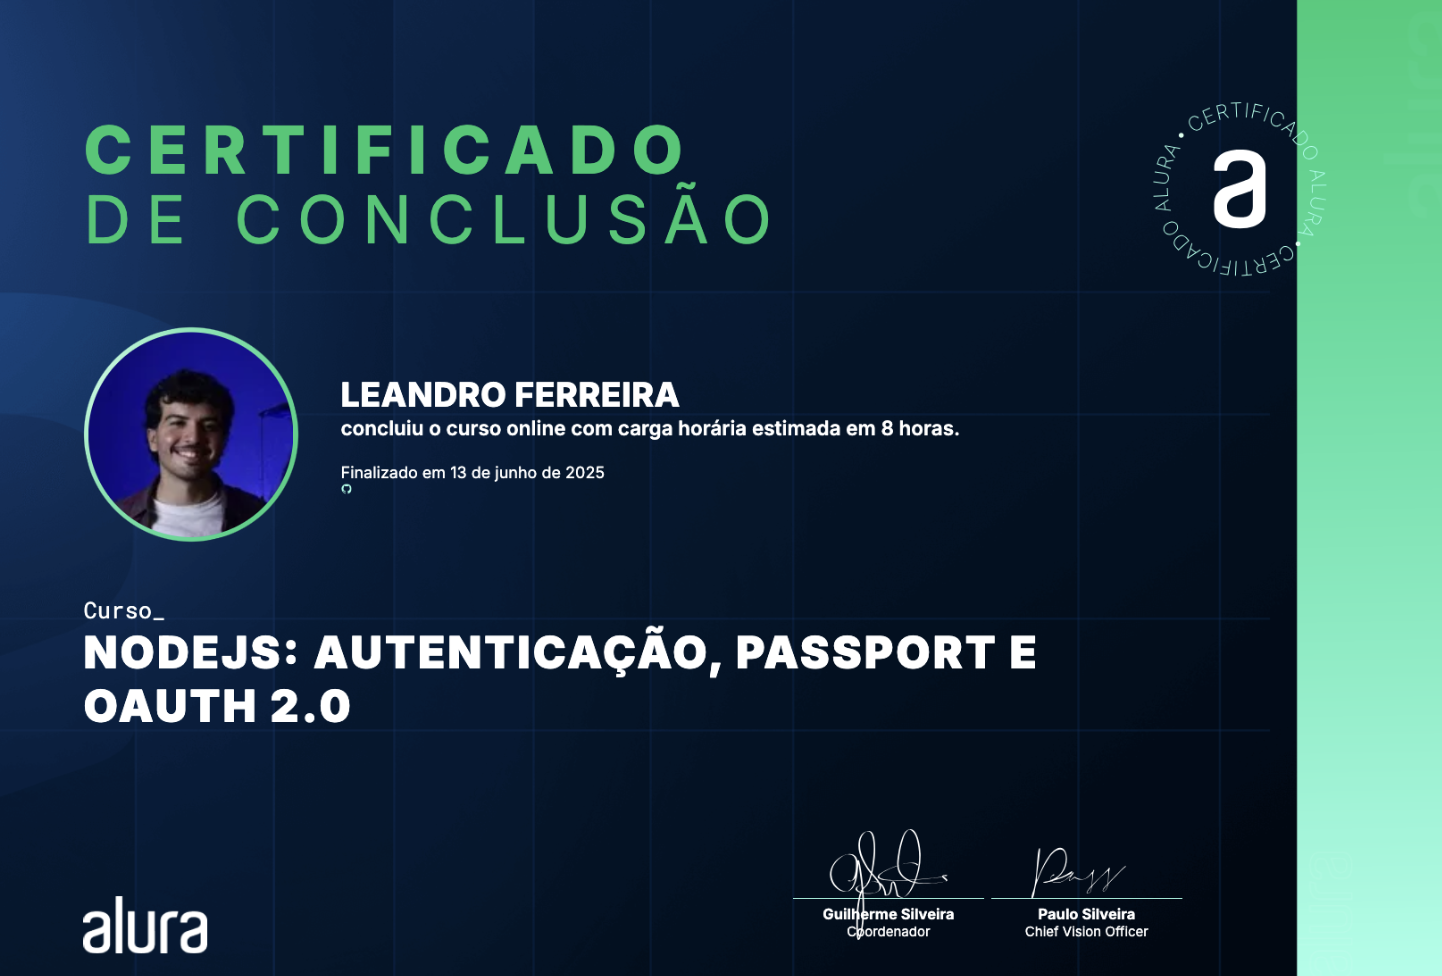 CERTIFICADO
DE CONCLUSÃO
CERTIFICADO ALURA • CERTIFICADO ALURA •
a
LEANDRO FERREIRA
concluiu o curso online com carga horária estimada em 8 horas.
Finalizado em 13 de junho de 2025
Curso_
NODEJS: AUTENTICAÇÃO, PASSPORT E
OAUTH 2.0
Guilherme Silveira
Coordenador
Paulo Silveira
Chief Vision Officer
alura